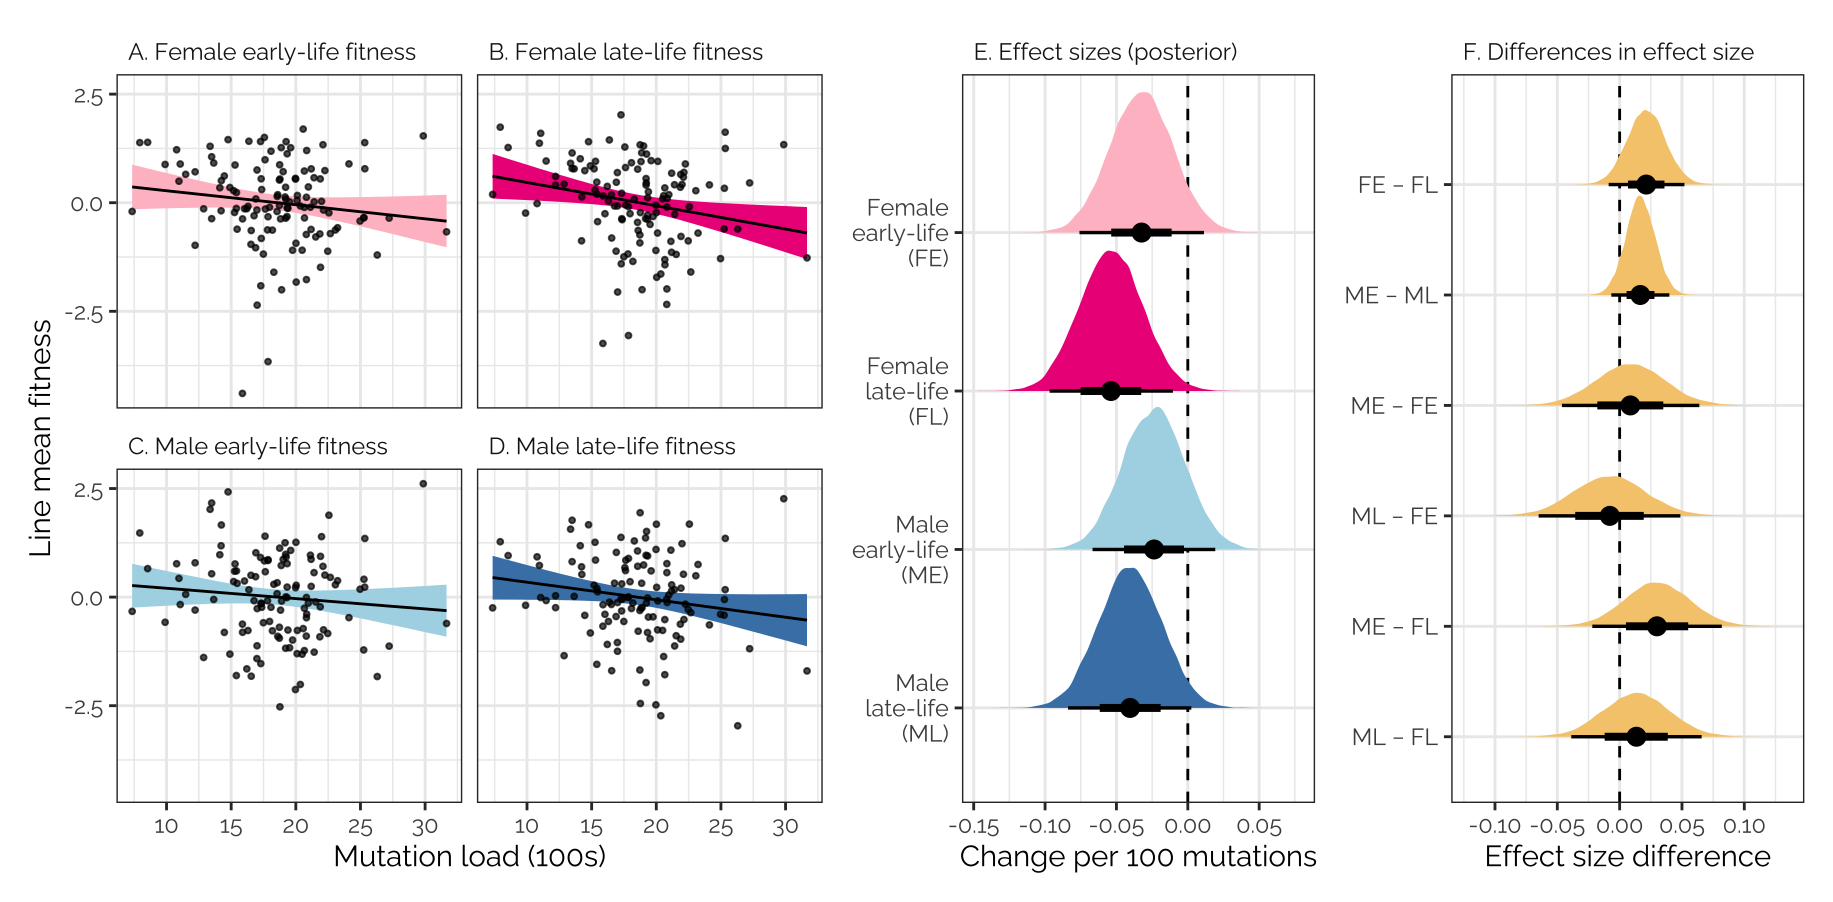 A. Female early-life fitness
B. Female late-life fitness
E. Effect sizes (posterior)
F. Differences in effect size
2.5
0.0
-2.5
C. Male early-life fitness
D. Male late-life fitness
2.5
0.0
-2.5
Line mean fitness
10 15 20 25 30
10 15 20 25 30
Mutation load (100s)
Female
early-life
(FE)
Female
late-life
(FL)
Male
early-life
(ME)
Male
late-life
(ML)
-0.15 -0.10 -0.05 0.00 0.05
Change per 100 mutations
FE – FL
ME – ML
ME – FE
ML – FE
ME – FL
ML – FL
-0.10 -0.05 0.00 0.05 0.10
Effect size difference